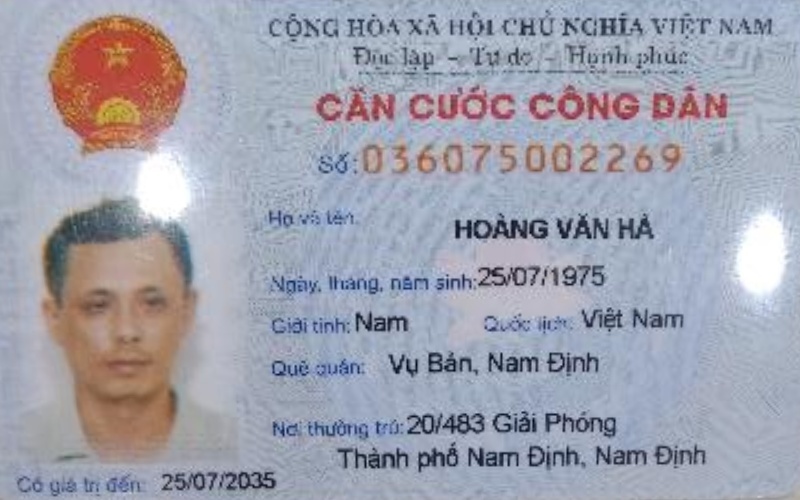 CỘNG HÒA XÃ HỘI CHỦ NGHĨA VIỆT NAM
Độc lập – Tự do – Hạnh phúc
CĂN CƯỚC CÔNG DÂN
Số: 036075002269
Họ và tên:
HOÀNG VĂN HÀ
Ngày, tháng, năm sinh: 25/07/1975
Giới tính: Nam Quốc tịch: Việt Nam
Quê quán: Vụ Bản, Nam Định
Nơi thường trú: 20/483 Giải Phóng
Thành phố Nam Định, Nam Định
Có giá trị đến: 25/07/2035